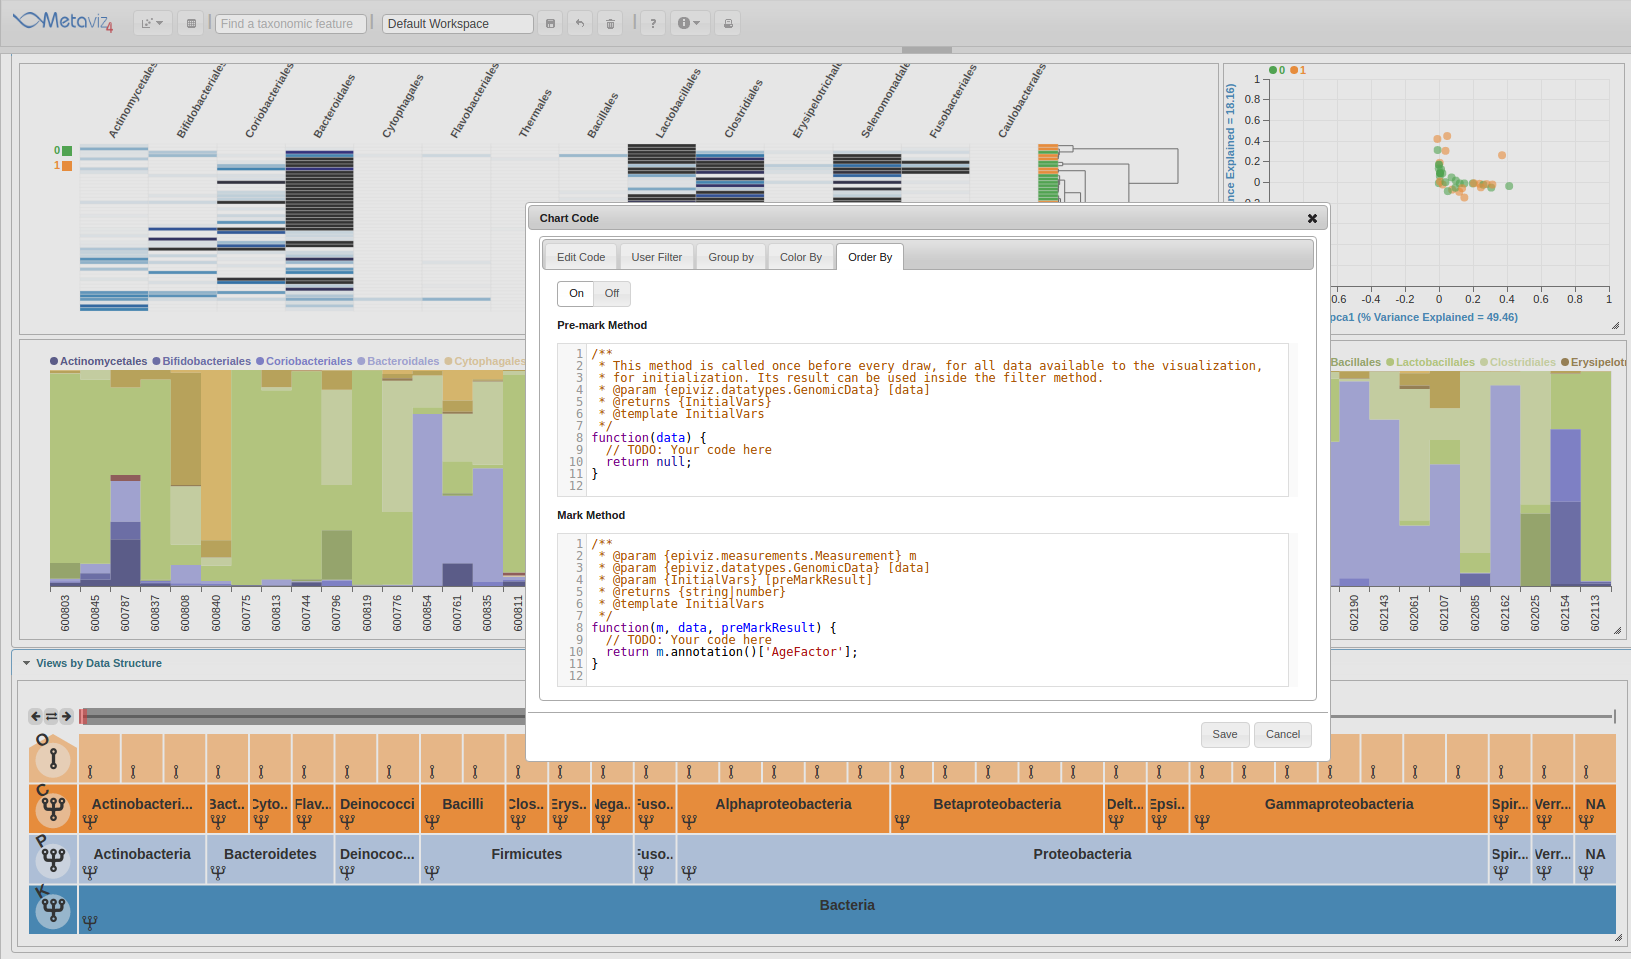 Metaviz 4
Find a taxonomic feature
Default Workspace
Actinomycetales
Bifidobacteriales
Coriobacteriales
Bacteroidales
Cytophagales
Flavobacteriales
Thermales
Bacillales
Lactobacillales
Clostridiales
Erysipelotrichale
Selenomonadale
Fusobacteriales
Caulobacterales
0
1
0 1
nce Explained = 18.16)
1
0.8
0.6
0.4
0.2
0
0.6 -0.4 -0.2 0 0.2 0.4 0.6 0.8 1
pca1 (% Variance Explained = 49.46)
Actinomycetales Bifidobacteriales Coriobacteriales Bacteroidales Cytophagales
Bacillales Lactobacillales Clostridiales Erysipelotr
600803 600845 600787 600837 600808 600840 600775 600813 600744 600796 600819 600776 600854 600761 600835 600811
602190 602143 602061 602107 602085 602162 602025 602154 602113
Chart Code
Edit Code User Filter Group by Color By Order By
On Off
Pre-mark Method
1 /**
2  * This method is called once before every draw, for all data available to the visualization,
3  * for initialization. Its result can be used inside the filter method.
4  * @param {epiviz.datatypes.GenomicData} [data]
5  * @returns {InitialVars}
6  * @template InitialVars
7  */
8 function(data) {
9   // TODO: Your code here
10   return null;
11 }
12
Mark Method
1 /**
2  * @param {epiviz.measurements.Measurement} m
3  * @param {epiviz.datatypes.GenomicData} [data]
4  * @param {InitialVars} [preMarkResult]
5  * @returns {string|number}
6  * @template InitialVars
7  */
8 function(m, data, preMarkResult) {
9   // TODO: Your code here
10   return m.annotation()['AgeFactor'];
11 }
12
Save Cancel
Views by Data Structure
O
C
Actinobacteri... Bact.. Cyto.. Flav.. Deinococci Bacilli Clos.. Erys.. Nega.. Fuso.. Alphaproteobacteria Betaproteobacteria Delt... Epsi.. Gammaproteobacteria Spir... Verr... NA
P
Actinobacteria Bacteroidetes Deinococ... Firmicutes Fuso.. Proteobacteria Spir... Verr... NA
K
Bacteria